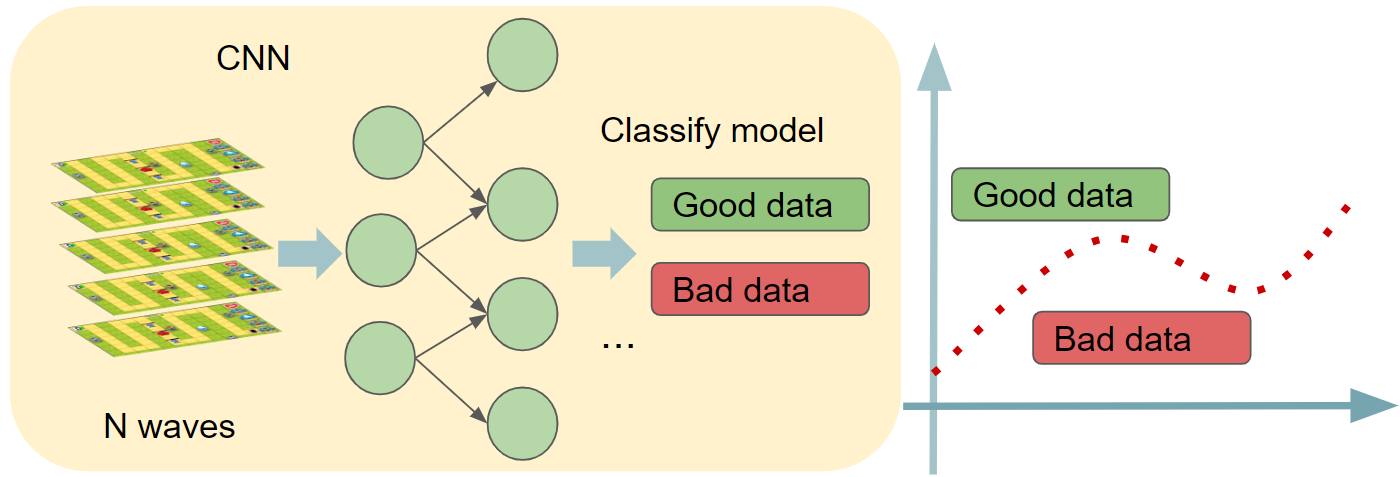 CNN
Classify model
Good data
Bad data
...
N waves
Good data
Bad data